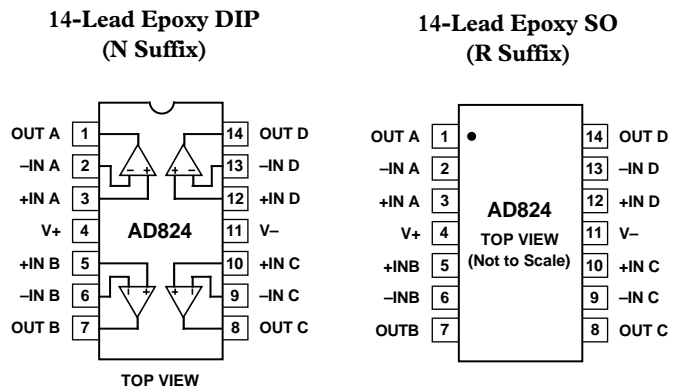 14-Lead Epoxy DIP
(N Suffix)
OUT A 1 14 OUT D
–IN A 2 – + + – 13 –IN D
+IN A 3 12 +IN D
V+ 4 AD824 11 V–
+IN B 5 10 +IN C
–IN B 6 – + + – 9 –IN C
OUT B 7 8 OUT C
TOP VIEW
14-Lead Epoxy SO
(R Suffix)
OUT A 1 14 OUT D
–IN A 2 13 –IN D
+IN A 3 12 +IN D
AD824
V+ 4 11 V–
TOP VIEW
+INB 5 (Not to Scale) 10 +IN C
–INB 6 9 –IN C
OUTB 7 8 OUT C